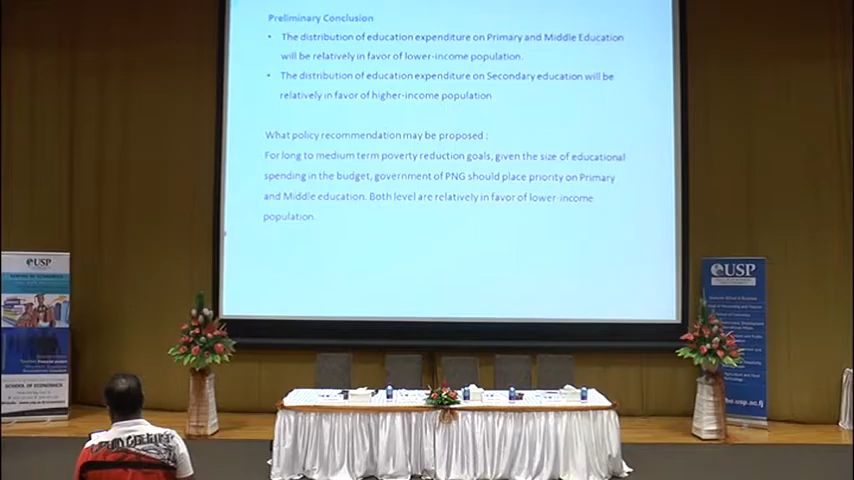 Preliminary Conclusion
• The distribution of education expenditure on Primary and Middle Education
will be relatively in favor of lower-income population.
• The distribution of education expenditure on Secondary education will be
relatively in favor of higher-income population
What policy recommendation may be proposed :
For long to medium term poverty reduction goals, given the size of educational
spending in the budget, government of PNG should place priority on Primary
and Middle education. Both level are relatively in favor of lower-income
population.
USP
SCHOOL OF ECONOMICS
USP